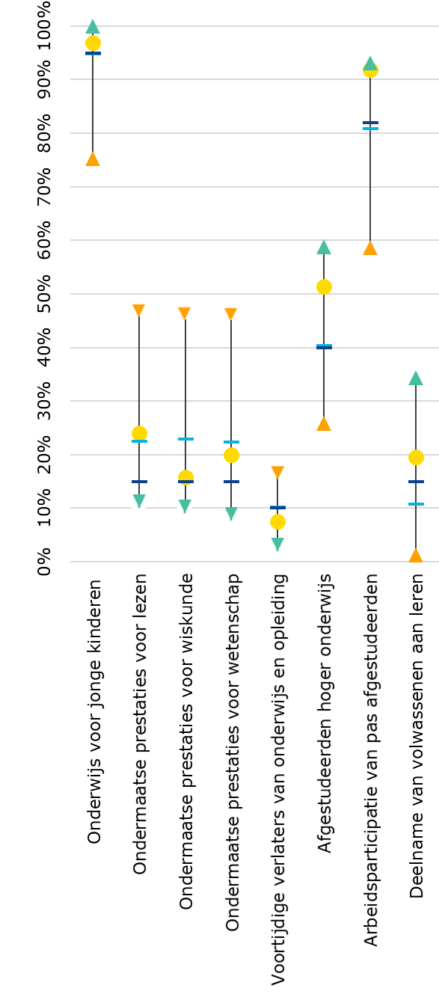 100%
90%
80%
70%
60%
50%
40%
30%
20%
10%
0%
Onderwijs voor jonge kinderen
Ondermaatse prestaties voor lezen
Ondermaatse prestaties voor wiskunde
Ondermaatse prestaties voor wetenschap
Voortijdige verlaters van onderwijs en opleiding
Afgestudeerden hoger onderwijs
Arbeidsparticipatie van pas afgestudeerden
Deelname van volwassenen aan leren